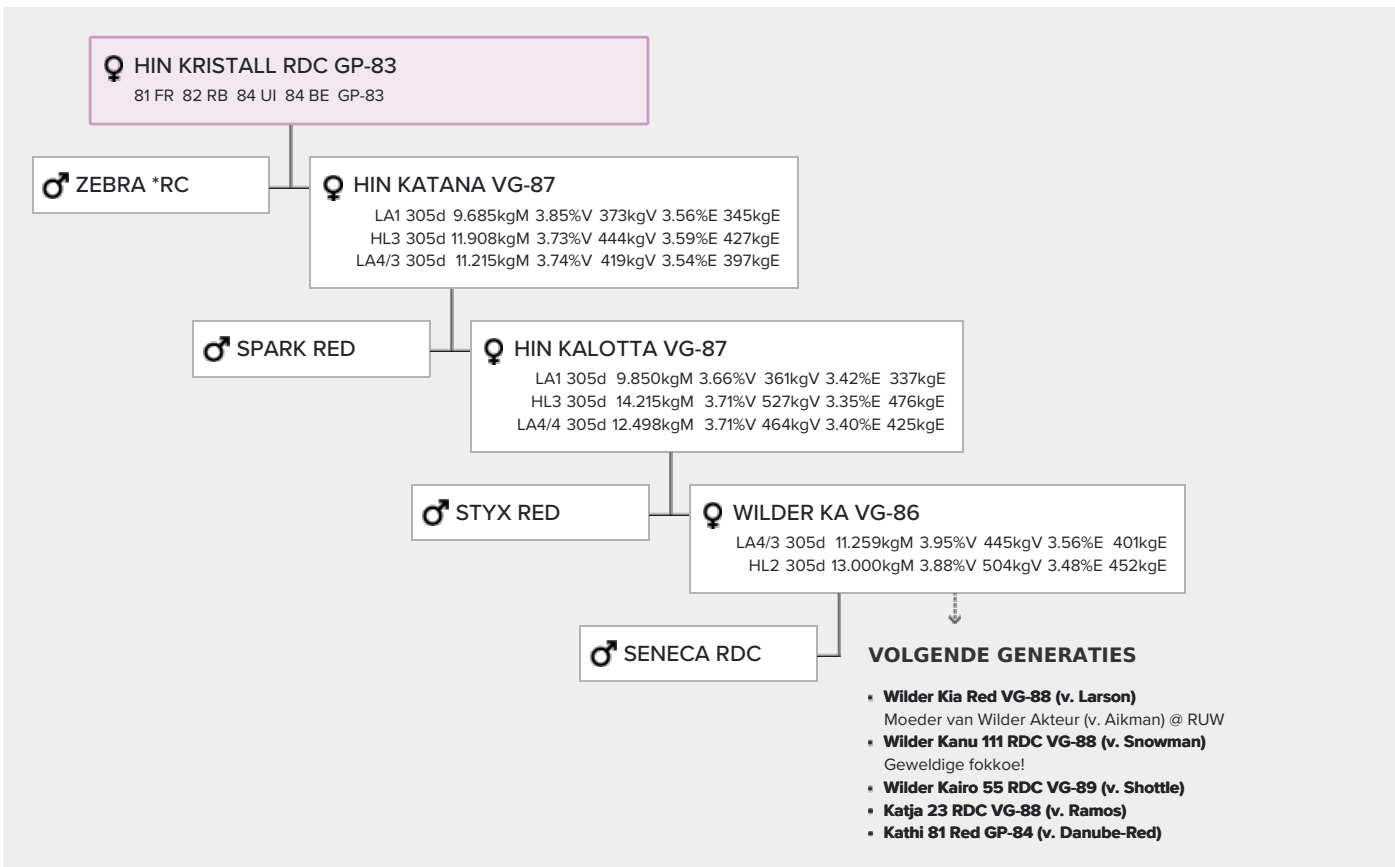 HIN KRISTALL RDC GP-83
81 FR 82 RB 84 UI 84 BE GP-83
ZEBRA *RC
HIN KATANA VG-87
LA1 305d 9.685kgM 3.85%V 373kgV 3.56%E 345kgE
HL3 305d 11.908kgM 3.73%V 444kgV 3.59%E 427kgE
LA4/3 305d 11.215kgM 3.74%V 419kgV 3.54%E 397kgE
SPARK RED
HIN KALOTTA VG-87
LA1 305d 9.850kgM 3.66%V 361kgV 3.42%E 337kgE
HL3 305d 14.215kgM 3.71%V 527kgV 3.35%E 476kgE
LA4/4 305d 12.498kgM 3.71%V 464kgV 3.40%E 425kgE
STYX RED
WILDER KA VG-86
LA4/3 305d 11.259kgM 3.95%V 445kgV 3.56%E 401kgE
HL2 305d 13.000kgM 3.88%V 504kgV 3.48%E 452kgE
SENECA RDC
VOLGENDE GENERATIES
Wilder Kia Red VG-88 (v. Larson)
Moeder van Wilder Akteur (v. Aikman) @ RUW
Wilder Kanu 111 RDC VG-88 (v. Snowman)
Geweldige fokkoe!
Wilder Kairo 55 RDC VG-89 (v. Shottle)
Katja 23 RDC VG-88 (v. Ramos)
Kathi 81 Red GP-84 (v. Danube-Red)